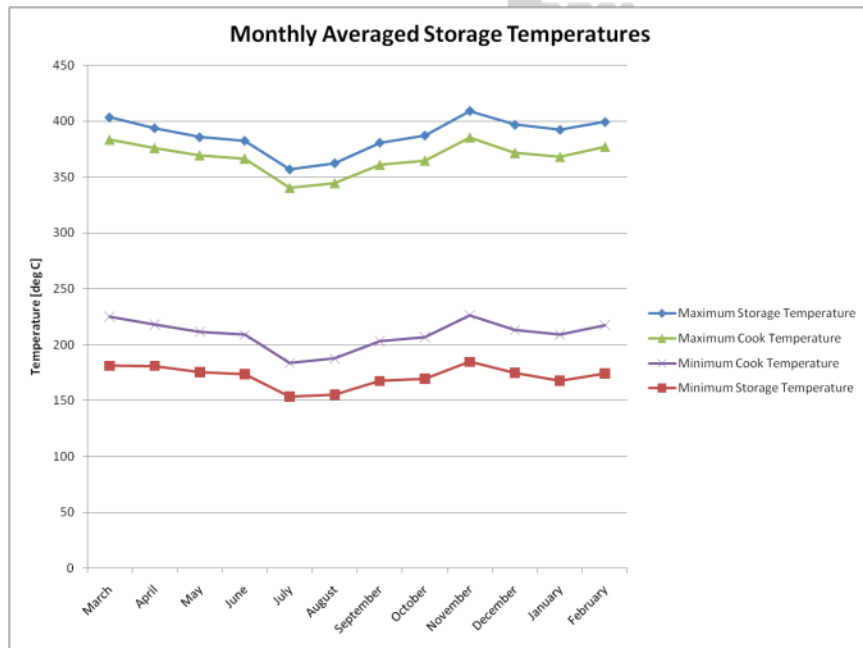 Monthly Averaged Storage Temperatures
450
400
350
300
250
200
150
100
50
0
Temperature [deg C]
March
April
May
June
July
August
September
October
November
December
January
February
Maximum Storage Temperature
Maximum Cook Temperature
Minimum Cook Temperature
Minimum Storage Temperature